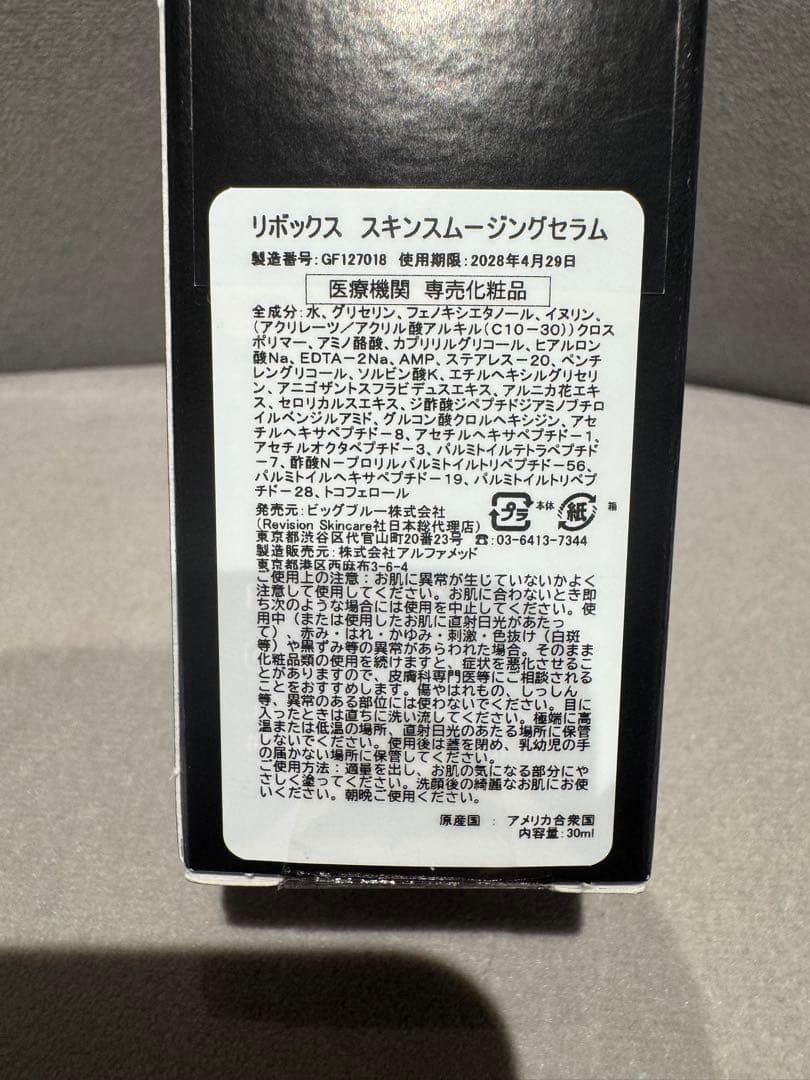 リボックス スキンスムージングセラム
製造番号:GF127018 使用期限:2028年4月29日
医療機関 専売化粧品
全成分:水、グリセリン、フェノキシエタノール、イヌリン、
(アクリレーツ/アクリル酸アルキル(C10-30))クロス
ポリマー、アミノ酪酸、カプリリルグリコール、ヒアルロン
酸Na、EDTA-2Na、AMP、ステアレス-20、ペンチ
レングリコール、ソルビン酸K、エチルヘキシルグリセリ
ン、アニゴザントスフラビデュスエキス、アルニカ花エキ
ス、セロリカルスエキス、ジ酢酸ジペプチドジアミノブチロ
イルベンジルアミド、グルコン酸クロルヘキシジン、アセ
チルヘキサペプチド-8、アセチルヘキサペプチド-1、
アセチルオクタペプチド-3、パルミトイルテトラペプチド
-7、酢酸N-プロリルパルミトイルトリペプチド-56、
パルミトイルヘキサペプチド-19、パルミトイルトリペプ
チド-28、トコフェロール
プラ 本体 紙 箱
発売元:ビッグブルー株式会社
(Revision Skincare社日本総代理店)
東京都渋谷区代官山町20番23号 ☎:03-6413-7344
製造販売元:株式会社アルファメッド
東京都港区西麻布3-6-4
ご使用上の注意:お肌に異常が生じていないかよく
注意して使用してください。お肌に合わないとき即
ち次のような場合には使用を中止してください。使
用中(または使用したお肌に直射日光があたっ
て)、赤み・はれ・かゆみ・刺激・色抜け(白斑
等)や黒ずみ等の異常があらわれた場合。そのまま
化粧品類の使用を続けますと、症状を悪化させるこ
とがありますので、皮膚科専門医等にご相談される
ことをおすすめします。傷やはれもの、しっしん
等、異常のある部位には使わないでください。目に
入ったときは直ちに洗い流してください。極端に高
温または低温の場所、直射日光のあたる場所に保管
しないでください。使用後は蓋を閉め、乳幼児の手
の届かない場所に保管してください。
ご使用方法:適量を出し、お肌の気になる部分にや
さしく塗ってください。洗顔後の綺麗なお肌にお使
いください。朝晩ご使用ください。
原産国 : アメリカ合衆国
内容量:30ml